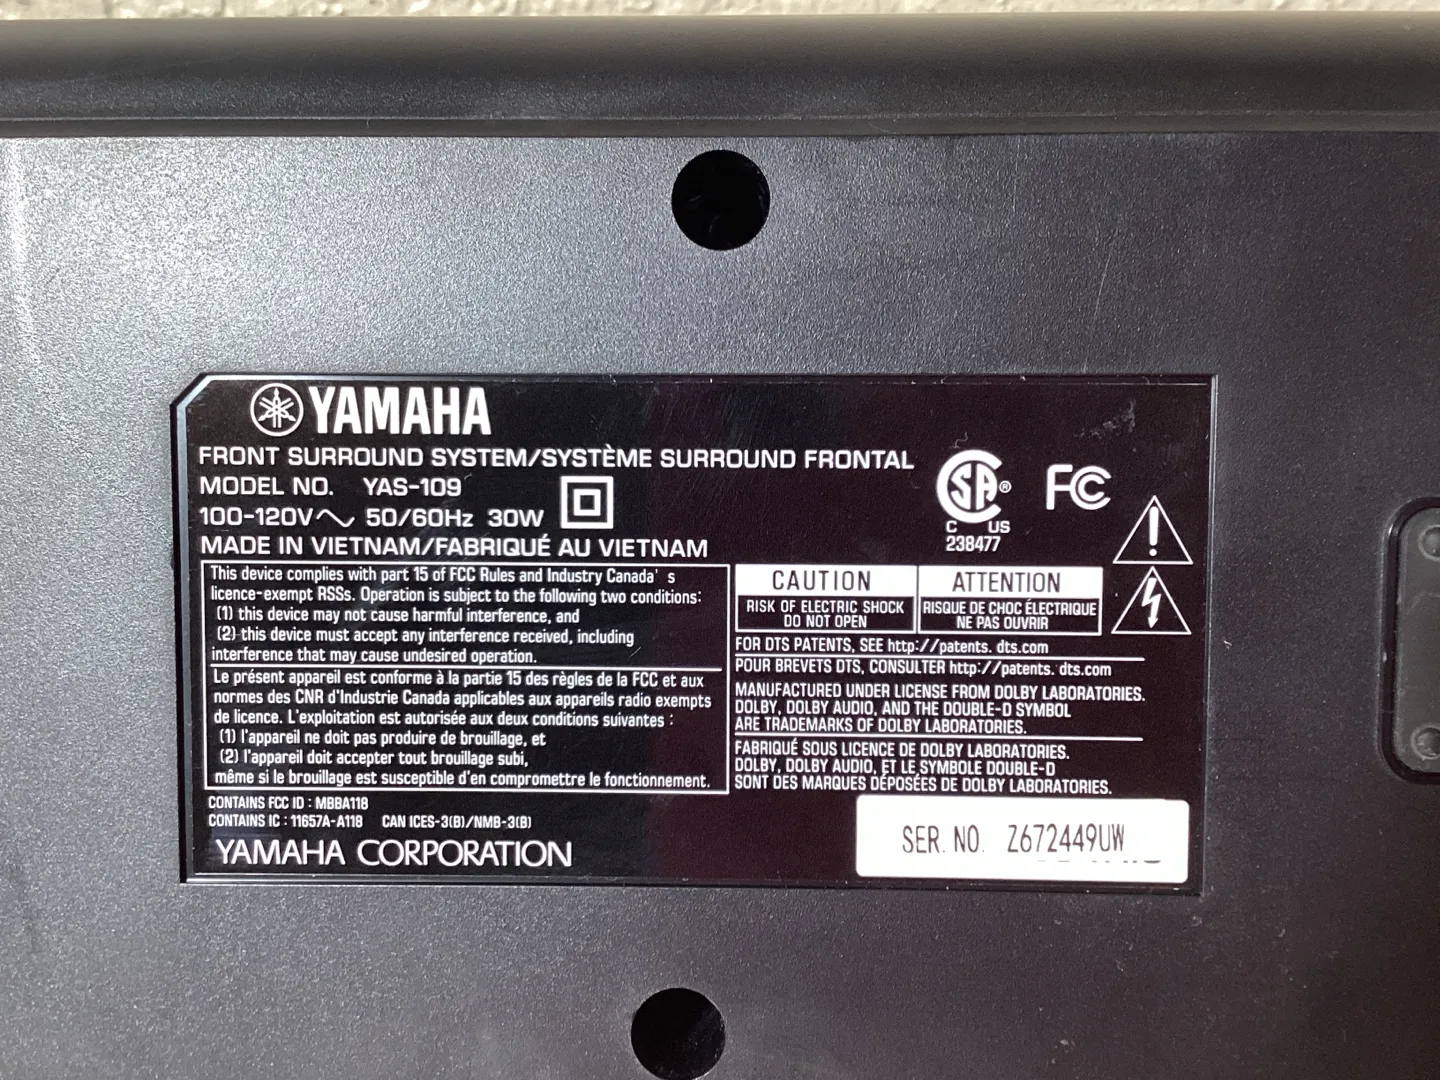 YAMAHA
FRONT SURROUND SYSTEM/SYSTÈME SURROUND FRONTAL
MODEL NO. YAS-109
100-120V~ 50/60Hz 30W
MADE IN VIETNAM/FABRIQUÉ AU VIETNAM
SA®
C US
238477
FC
This device complies with part 15 of FCC Rules and Industry Canada's
licence-exempt RSSs. Operation is subject to the following two conditions:
(1) this device may not cause harmful interference, and
(2) this device must accept any interference received, including
interference that may cause undesired operation.
Le présent appareil est conforme à la partie 15 des règles de la FCC et aux
normes des CNR d'Industrie Canada applicables aux appareils radio exempts
de licence. L'exploitation est autorisée aux deux conditions suivantes :
(1) l'appareil ne doit pas produire de brouillage, et
(2) l'appareil doit accepter tout brouillage subi,
même si le brouillage est susceptible d'en compromettre le fonctionnement.
CONTAINS FCC ID : MBBA118
CONTAINS IC : 11657A-A118 CAN ICES-3(B)/NMB-3(B)
YAMAHA CORPORATION
CAUTION
RISK OF ELECTRIC SHOCK
DO NOT OPEN
ATTENTION
RISQUE DE CHOC ÉLECTRIQUE
NE PAS OUVRIR
FOR DTS PATENTS, SEE http://patents. dts.com
POUR BREVETS DTS, CONSULTER http://patents. dts.com
MANUFACTURED UNDER LICENSE FROM DOLBY LABORATORIES.
DOLBY, DOLBY AUDIO, AND THE DOUBLE-D SYMBOL
ARE TRADEMARKS OF DOLBY LABORATORIES.
FABRIQUÉ SOUS LICENCE DE DOLBY LABORATORIES.
DOLBY, DOLBY AUDIO, ET LE SYMBOLE DOUBLE-D
SONT DES MARQUES DÉPOSÉES DE DOLBY LABORATORIES.
SER. NO. Z672449UW